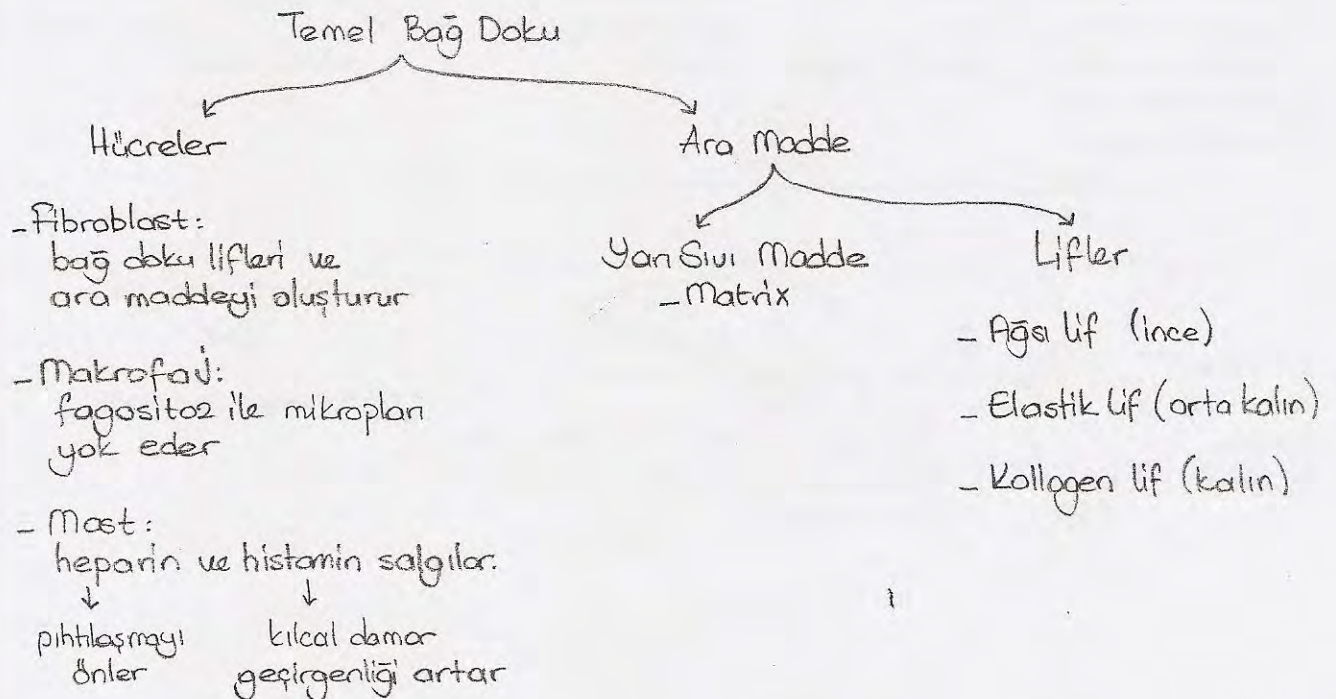 Temel Bağ Doku
Hücreler
- Fibroblast:
bağ doku lifleri ve
ara maddeyi oluşturur
- Makrofaj:
fagositoz ile mikropları
yok eder
- Mast:
heparin ve histamin salgılar.
↓ ↓
pıhtılaşmayı kılcal damar
önler geçirgenliği artar
Ara Madde
Yarı Sıvı Madde
- Matrix
Lifler
- Ağsı lif (ince)
- Elastik lif (orta kalın)
- Kollogen lif (kalın)